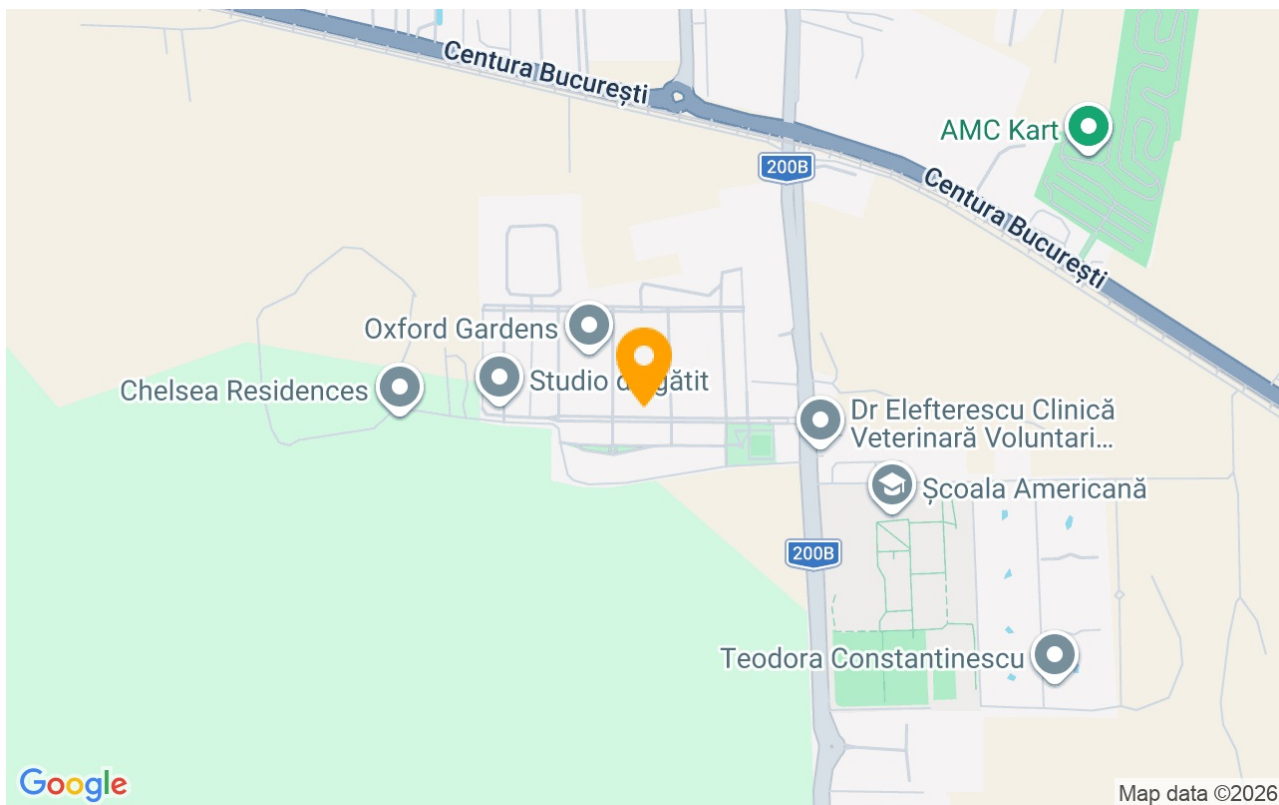 Centura București
AMC Kart
200B
Centura București
Oxford Gardens
Studio d gătit
Chelsea Residences
Dr Elefterescu Clinică
Veterinară Voluntari...
Școala Americană
200B
Teodora Constantinescu
Google
Map data ©2026